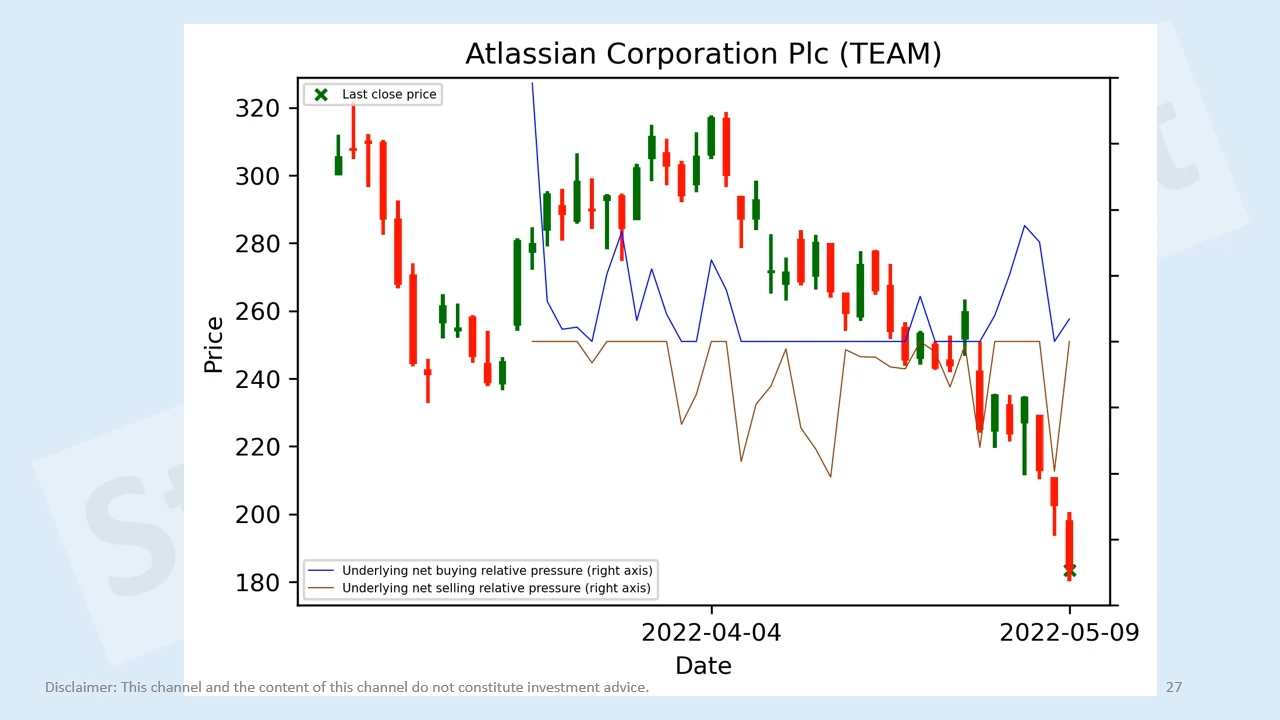 Atlassian Corporation Plc (TEAM)
Last close price
320
300
280
260
240
220
200
180
Price
Underlying net buying relative pressure (right axis)
Underlying net selling relative pressure (right axis)
2022-04-04
2022-05-09
Date
Disclaimer: This channel and the content of this channel do not constitute investment advice.
27